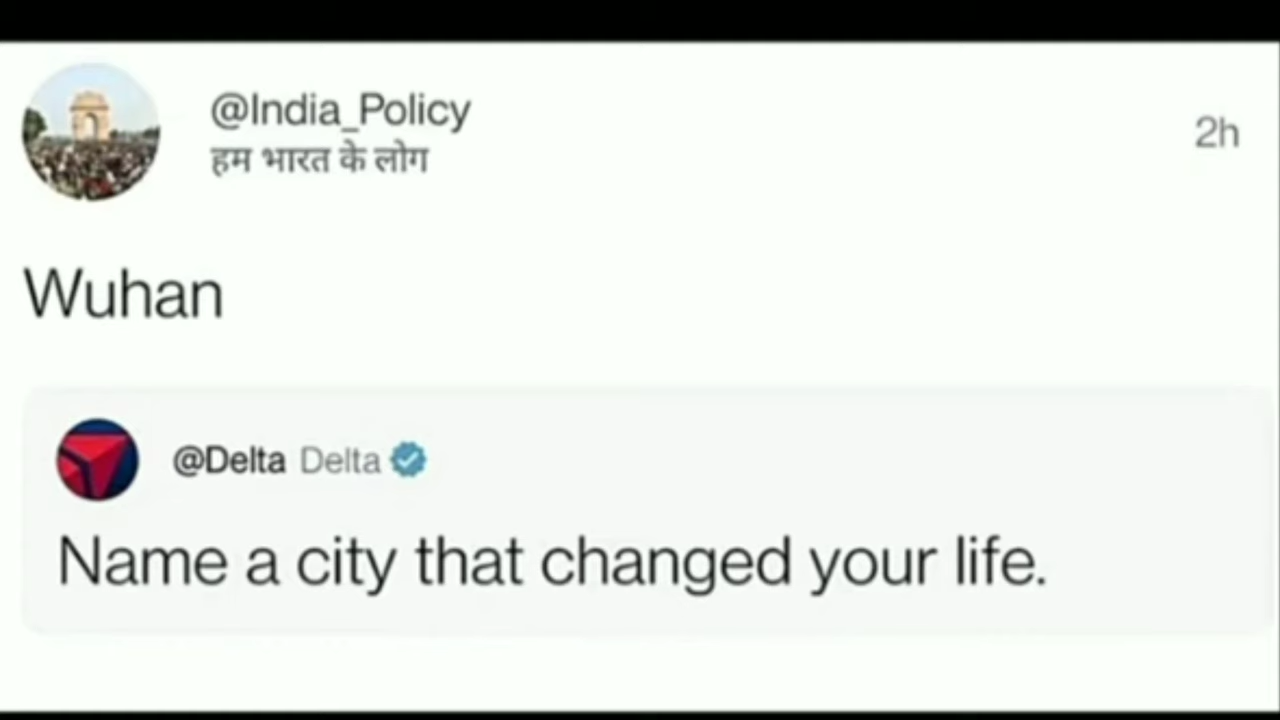 @India_Policy
हम भारत के लोग
2h
Wuhan
@Delta Delta
Name a city that changed your life.